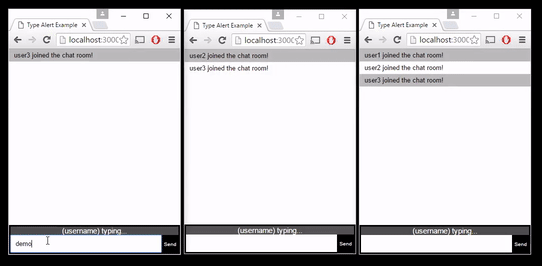 Type Alert Example
localhost:3000
user3 joined the chat room!
(username) typing...
demo
Send
Type Alert Example
localhost:3000
user2 joined the chat room!
user3 joined the chat room!
(username) typing...
Send
Type Alert Example
localhost:3000
user1 joined the chat room!
user2 joined the chat room!
user3 joined the chat room!
(username) typing...
Send